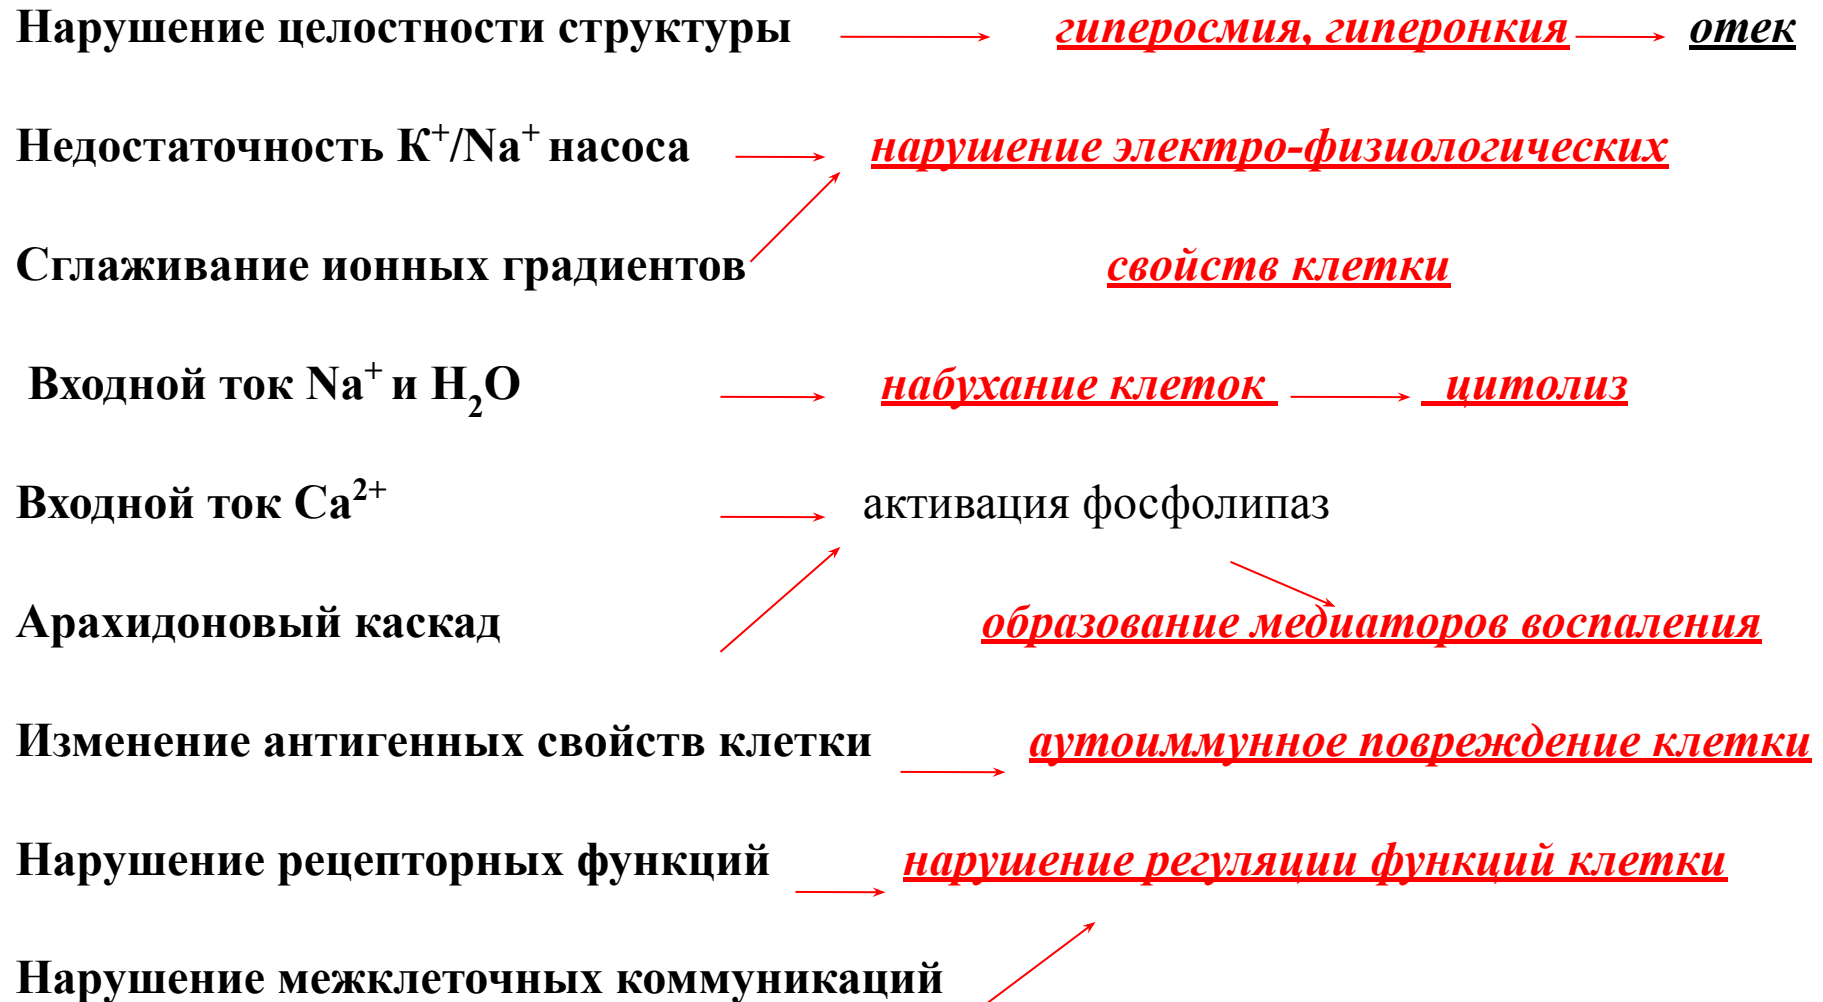 Нарушение целостности структуры гиперосмия, гиперонкия отек
Недостаточность К⁺/Na⁺ насоса нарушение электро-физиологических
Сглаживание ионных градиентов свойств клетки
Входной ток Na⁺ и H₂O набухание клеток цитолиз
Входной ток Ca²⁺ активация фосфолипаз
Арахидоновый каскад образование медиаторов воспаления
Изменение антигенных свойств клетки аутоиммунное повреждение клетки
Нарушение рецепторных функций нарушение регуляции функций клетки
Нарушение межклеточных коммуникаций